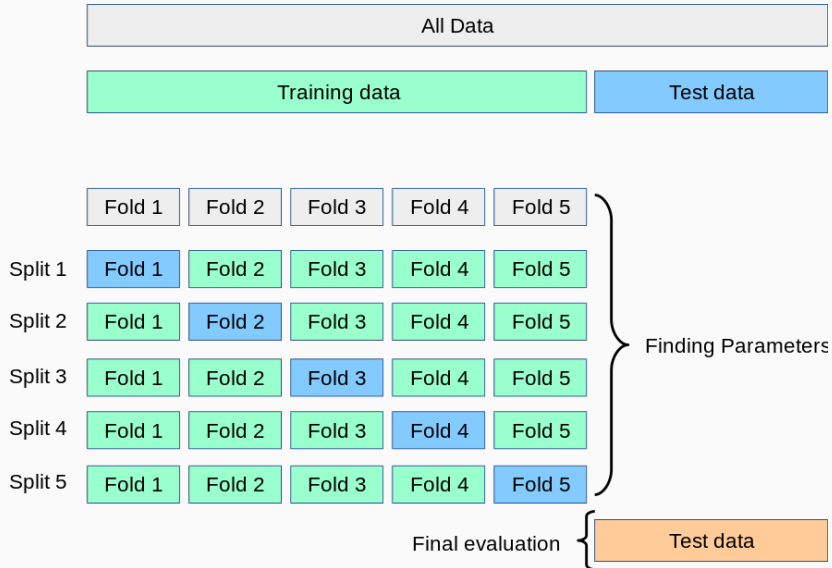 All Data
Training data Test data
Fold 1 Fold 2 Fold 3 Fold 4 Fold 5
Split 1 Fold 1 Fold 2 Fold 3 Fold 4 Fold 5
Split 2 Fold 1 Fold 2 Fold 3 Fold 4 Fold 5
Finding Parameters
Split 3 Fold 1 Fold 2 Fold 3 Fold 4 Fold 5
Split 4 Fold 1 Fold 2 Fold 3 Fold 4 Fold 5
Split 5 Fold 1 Fold 2 Fold 3 Fold 4 Fold 5
Final evaluation Test data